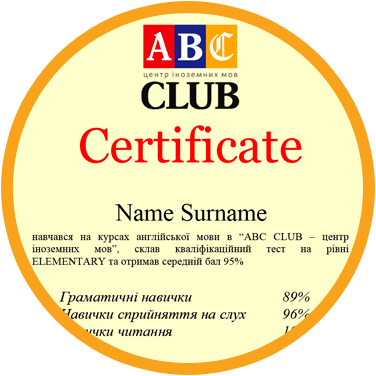 ABC
центр іноземних мов
CLUB
Certificate
Name Surname
навчався на курсах англійської мови в “ABC CLUB – центр
іноземних мов”, склав кваліфікаційний тест на рівні
ELEMENTARY та отримав середній бал 95%
Граматичні навички 89%
Навички сприйняття на слух 96%
читання